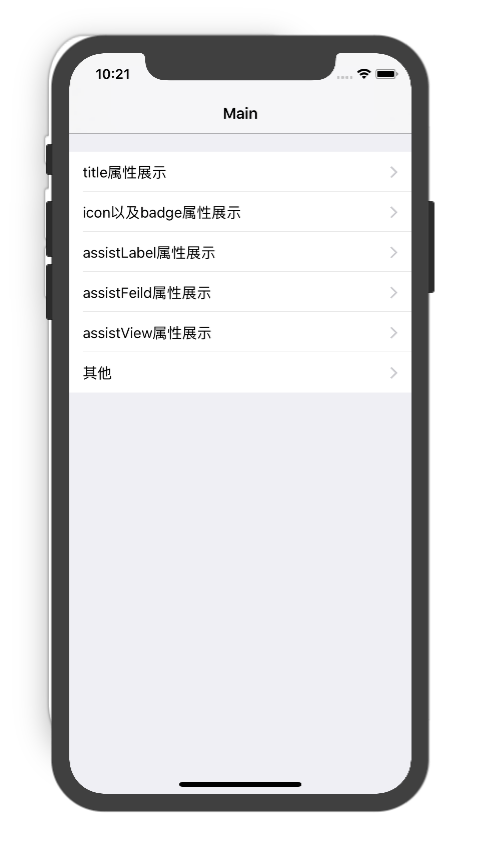 10:21
Main
title属性展示
icon以及badge属性展示
assistLabel属性展示
assistFeild属性展示
assistView属性展示
其他